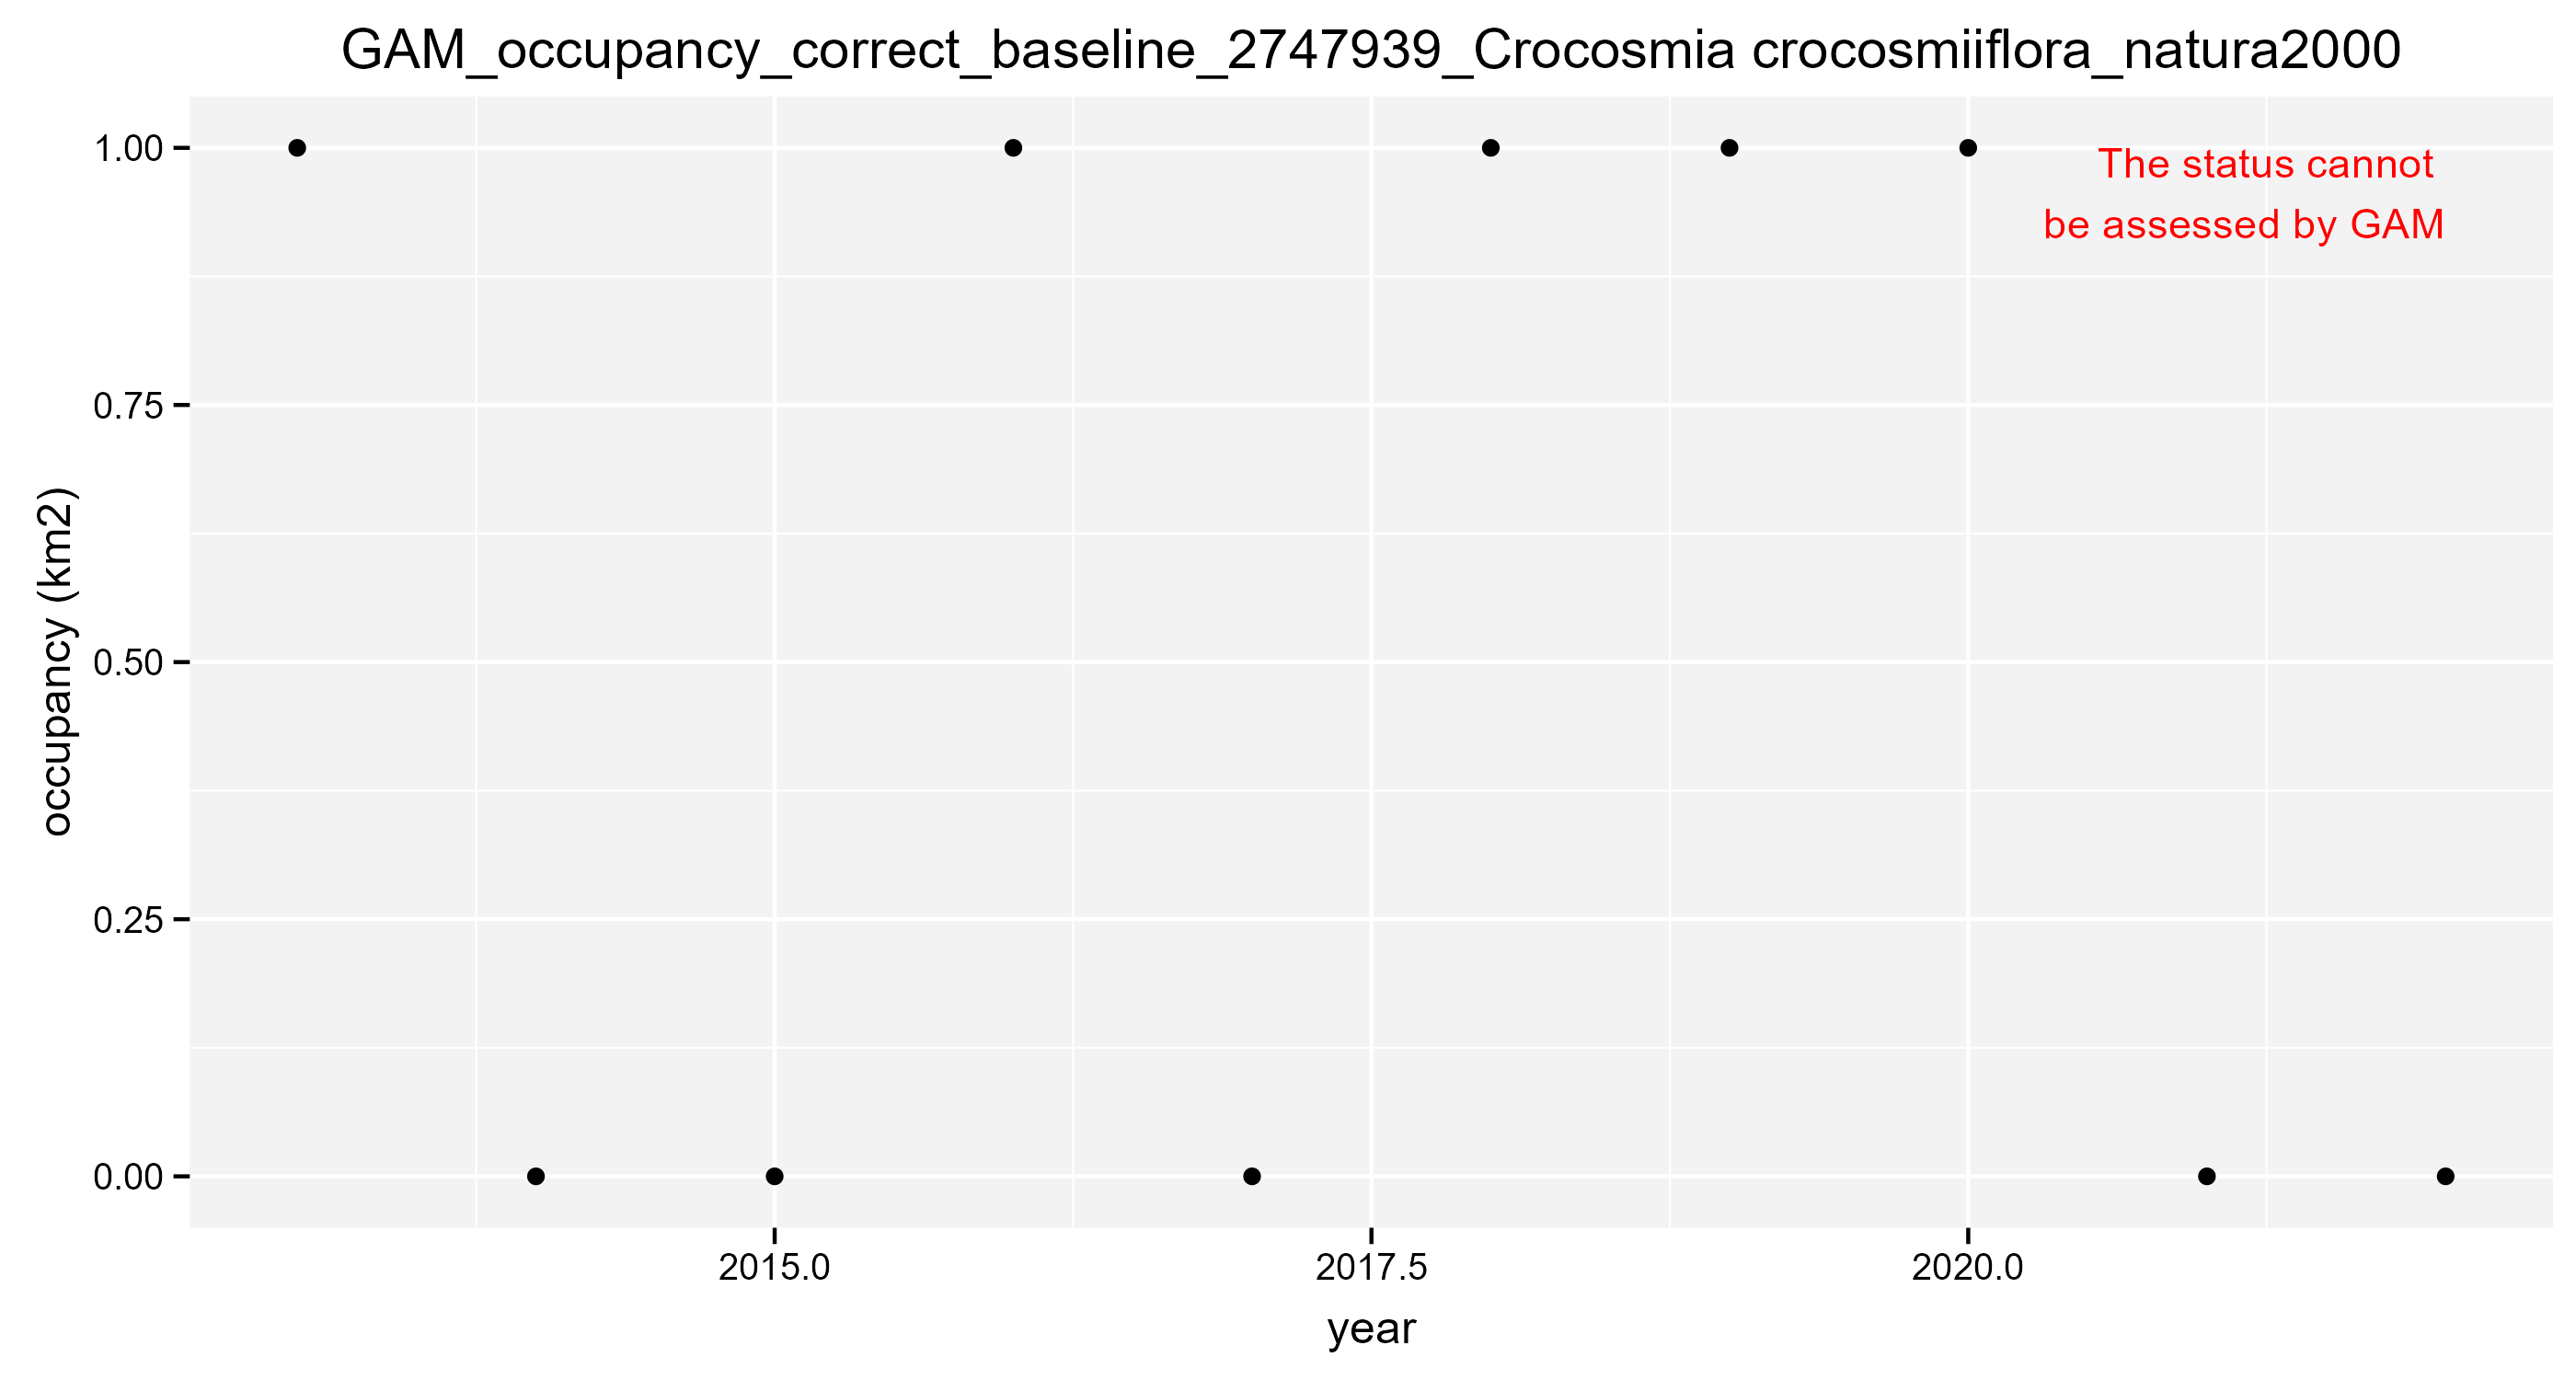 GAM_occupancy_correct_baseline_2747939_Crocosmia crocosmiiflora_natura2000
1.00
The status cannot
be assessed by GAM
0.75
occupancy (km2)
0.50
0.25
0.00
2015.0
2017.5
2020.0
year